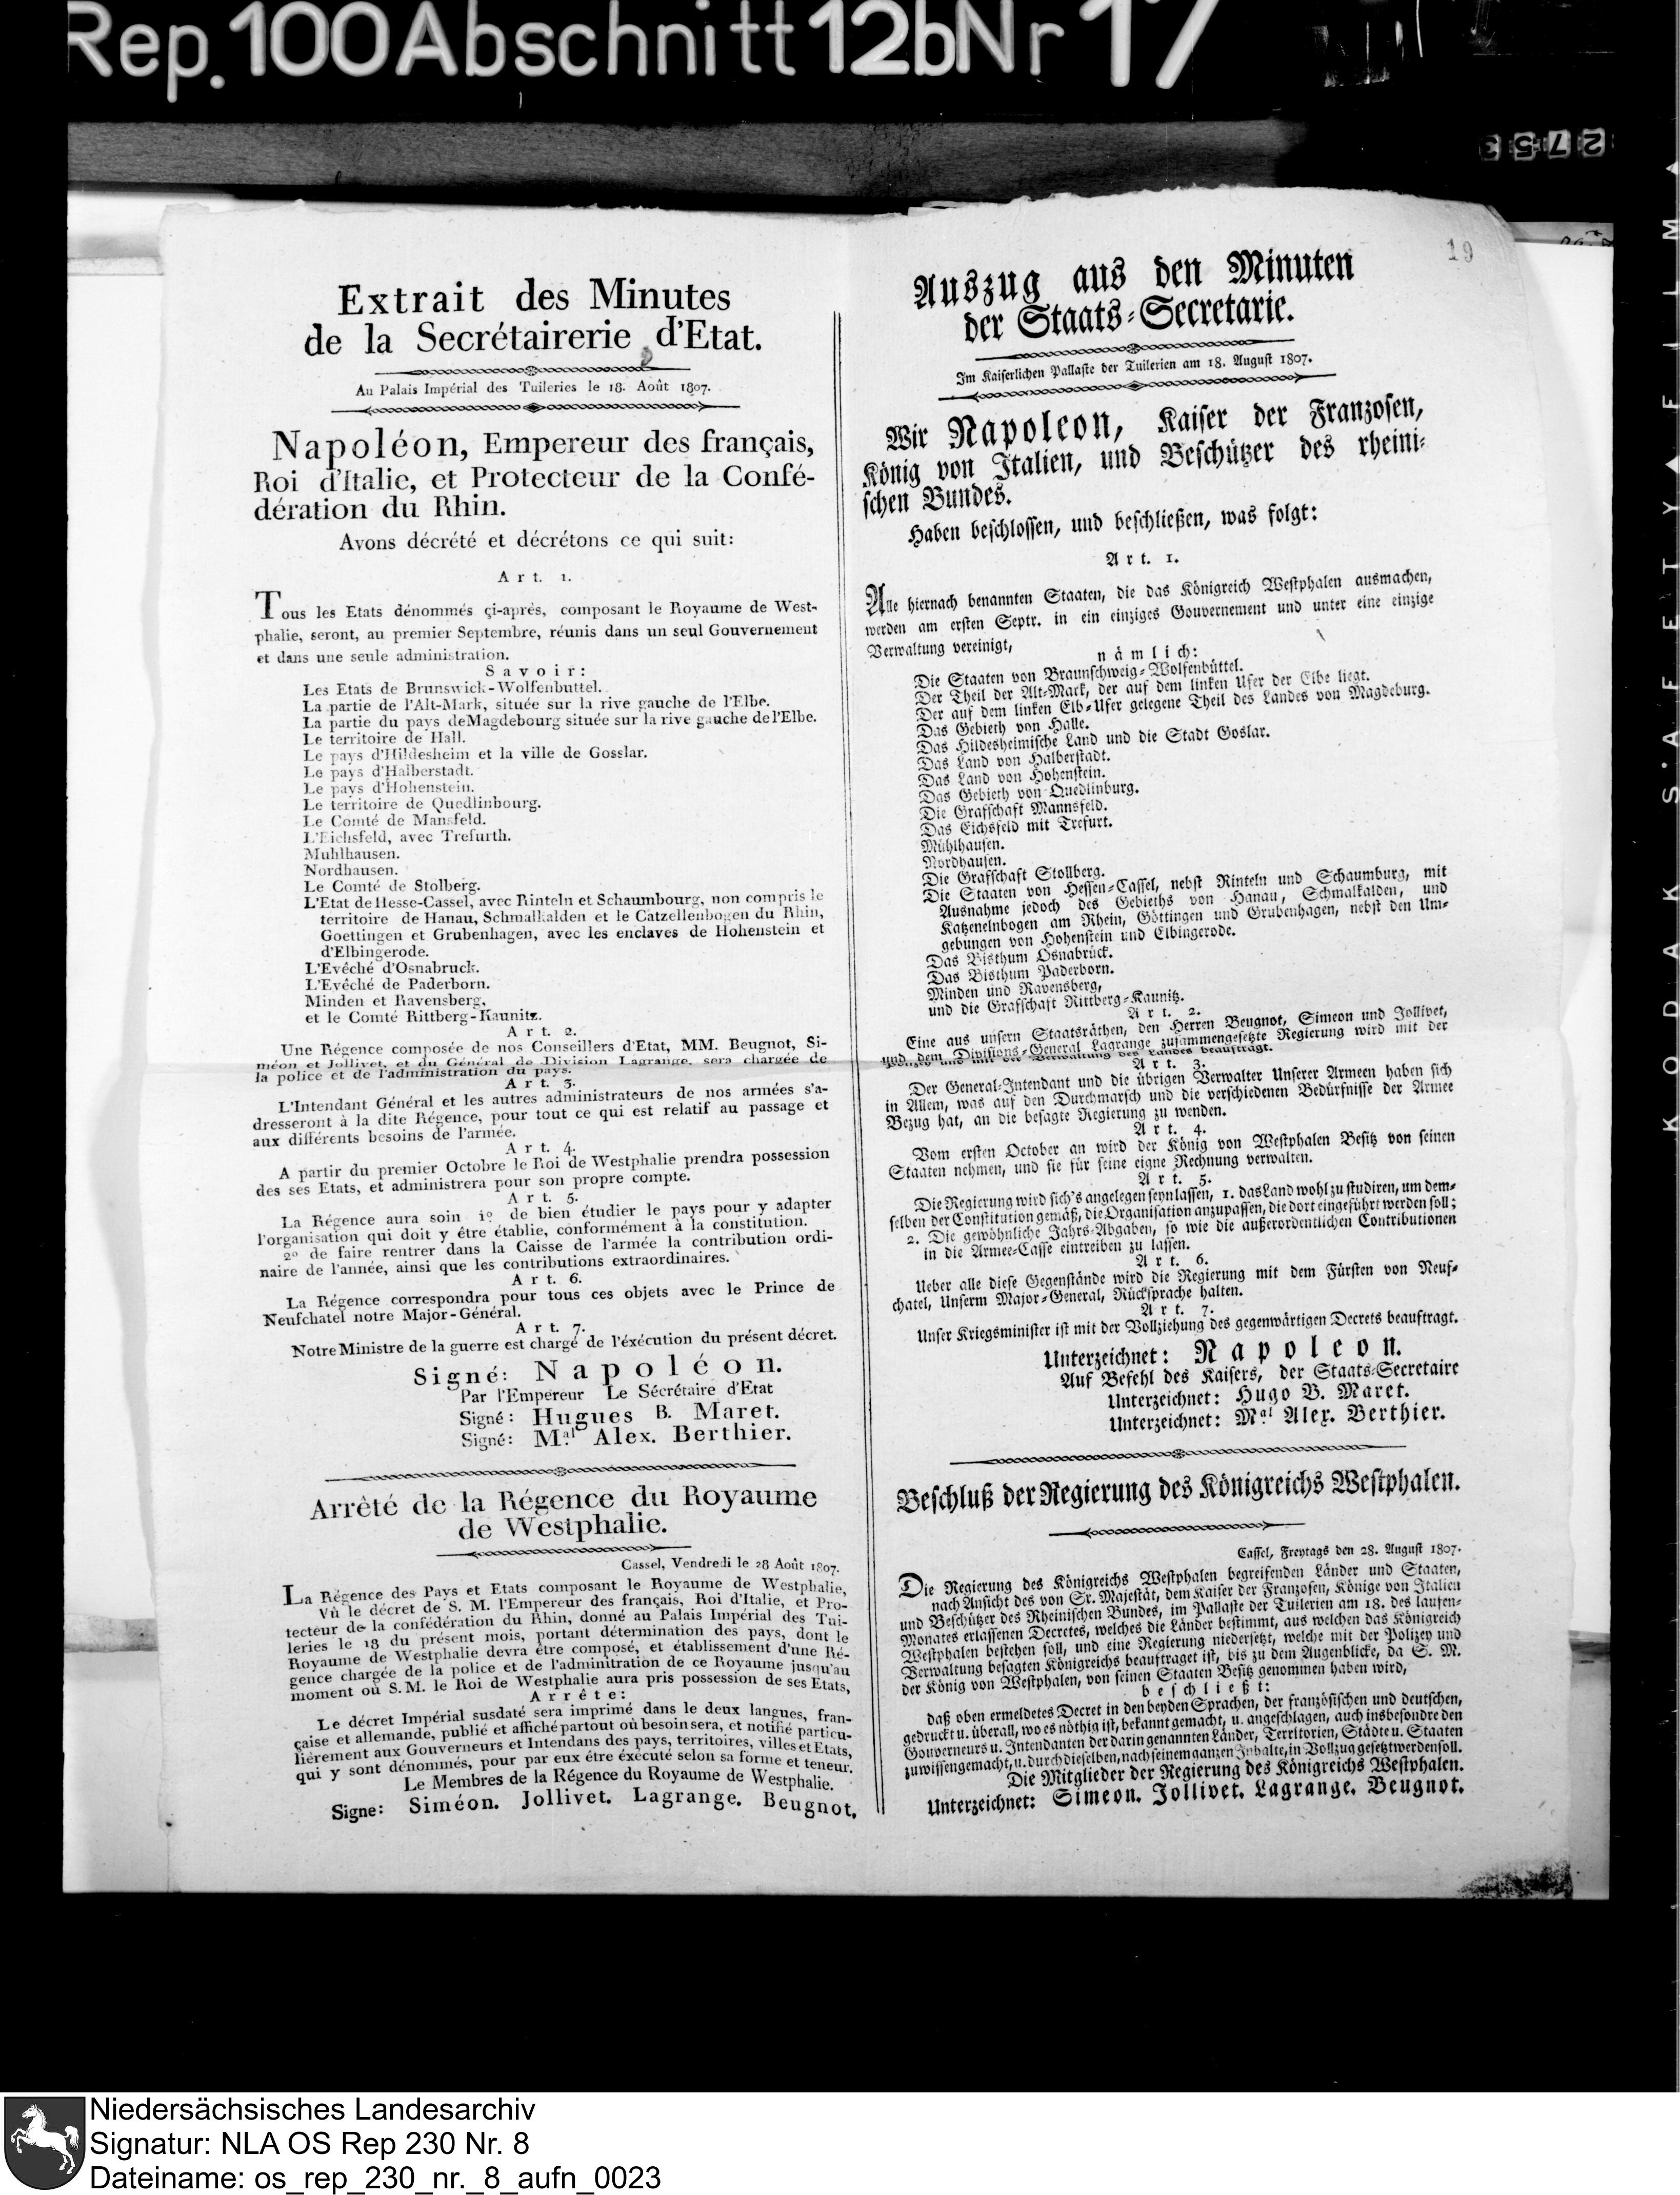 Rep. 100 Abschnitt 12b Nr 17
2753
KODAK SAFETY FILM
19
Extrait des Minutes
de la Secrétairerie d'Etat.
Au Palais Impérial des Tuileries le 18. Août 1807.
Napoléon, Empereur des français,
Roi d'Italie, et Protecteur de la Confé-
dération du Rhin.
Avons décrété et décrétons ce qui suit:
Art. 1.
Tous les Etats dénommés çi-après, composant le Royaume de West-
phalie, seront, au premier Septembre, réunis dans un seul Gouvernement
et dans une seule administration.
Savoir:
Les Etats de Brunswick-Wolfenbuttel.
La partie de l'Alt-Mark, située sur la rive gauche de l'Elbe.
La partie du pays de Magdebourg située sur la rive gauche de l'Elbe.
Le territoire de Hall.
Le pays d'Hildesheim et la ville de Gosslar.
Le pays d'Halberstadt.
Le pays d'Hohenstein.
Le territoire de Quedlinbourg.
Le Comté de Mansfeld.
L'Eichsfeld, avec Trefurth.
Muhlhausen.
Nordhausen.
Le Comté de Stolberg.
L'Etat de Hesse-Cassel, avec Rinteln et Schaumbourg, non compris le
territoire de Hanau, Schmalkalden et le Catzellenbogen du Rhin,
Goettingen et Grubenhagen, avec les enclaves de Hohenstein et
d'Elbingerode.
L'Evêché d'Osnabruck.
L'Evêché de Paderborn.
Minden et Ravensberg,
et le Comté Rittberg-Kaunitz.
Art. 2.
Une Régence composée de nos Conseillers d'Etat, MM. Beugnot, Si-
méon et Jollivet, et du Général de Division Lagrange, sera chargée de
la police et de l'administration du pays.
Art. 3.
L'Intendant Général et les autres administrateurs de nos armées s'a-
dresseront à la dite Régence, pour tout ce qui est relatif au passage et
aux différents besoins de l'armée.
Art. 4.
A partir du premier Octobre le Roi de Westphalie prendra possession
des ses Etats, et administrera pour son propre compte.
Art. 5.
La Régence aura soin 1º de bien étudier le pays pour y adapter
l'organisation qui doit y être établie, conformément à la constitution.
2º de faire rentrer dans la Caisse de l'armée la contribution ordi-
naire de l'année, ainsi que les contributions extraordinaires.
Art. 6.
La Régence correspondra pour tous ces objets avec le Prince de
Neufchatel notre Major-Général.
Art. 7.
Notre Ministre de la guerre est chargé de l'éxécution du présent décret.
Signé: Napoléon.
Par l'Empereur Le Sécrétaire d'Etat
Signé: Hugues B. Maret.
Signé: M.al Alex. Berthier.
Arrêté de la Régence du Royaume
de Westphalie.
Cassel, Vendredi le 28 Août 1807.
La Régence des Pays et Etats composant le Royaume de Westphalie,
Vû le décret de S. M. l'Empereur des français, Roi d'Italie, et Pro-
tecteur de la confédération du Rhin, donné au Palais Impérial des Tui-
leries le 18 du présent mois, portant détermination des pays, dont le
Royaume de Westphalie devra être composé, et établissement d'une Ré-
gence chargée de la police et de l'adminitration de ce Royaume jusqu'au
moment où S. M. le Roi de Westphalie aura pris possession de ses Etats,
Arrête:
Le décret Impérial susdaté sera imprimé dans le deux langues, fran-
çaise et allemande, publié et affiché partout où besoin sera, et notifié particu-
lièrement aux Gouverneurs et Intendans des pays, territoires, villes et Etats,
qui y sont dénommés, pour par eux être éxécuté selon sa forme et teneur.
Le Membres de la Régence du Royaume de Westphalie.
Signe: Siméon. Jollivet. Lagrange. Beugnot.
Auszug aus den Minuten
der Staats-Secretarie.
Im Kaiserlichen Pallaste der Tuilerien am 18. August 1807.
Wir Napoleon, Kaiser der Franzosen,
König von Italien, und Beschützer des rheini-
schen Bundes.
Haben beschlossen, und beschließen, was folgt:
Art. 1.
Alle hiernach benannten Staaten, die das Königreich Westphalen ausmachen,
werden am ersten Septr. in ein einziges Gouvernement und unter eine einzige
Verwaltung vereinigt,
nämlich:
Die Staaten von Braunschweig-Wolfenbüttel.
Der Theil der Alt-Mark, der auf dem linken Ufer der Elbe liegt.
Der auf dem linken Elb-Ufer gelegene Theil des Landes von Magdeburg.
Das Gebieth von Halle.
Das Hildesheimische Land und die Stadt Goslar.
Das Land von Halberstadt.
Das Land von Hohenstein.
Das Gebieth von Quedlinburg.
Die Grafschaft Mannsfeld.
Das Eichsfeld mit Trefurt.
Mühlhausen.
Nordhausen.
Die Grafschaft Stollberg.
Die Staaten von Hessen-Cassel, nebst Rinteln und Schaumburg, mit
Ausnahme jedoch des Gebieths von Hanau, Schmalkalden, und
Katzenelnbogen am Rhein, Göttingen und Grubenhagen, nebst den Um-
gebungen von Hohenstein und Elbingerode.
Das Bisthum Osnabrück.
Das Bisthum Paderborn.
Minden und Ravensberg,
und die Grafschaft Rittberg-Kaunitz.
Art. 2.
Eine aus unsern Staatsräthen, den Herren Beugnot, Simeon und Jollivet,
und dem Divisions-General Lagrange zusammengesetzte Regierung wird mit der
und mit der Verwaltung des Landes beauftragt.
Art. 3.
Der General-Intendant und die übrigen Verwalter Unserer Armeen haben sich
in Allem, was auf den Durchmarsch und die verschiedenen Bedürfnisse der Armee
Bezug hat, an die besagte Regierung zu wenden.
Art. 4.
Vom ersten October an wird der König von Westphalen Besitz von seinen
Staaten nehmen, und sie für seine eigne Rechnung verwalten.
Art. 5.
Die Regierung wird sich's angelegen seyn lassen, 1. das Land wohl zu studiren, um dem-
selben der Constitution gemäß, die Organisation anzupassen, die dort eingeführt werden soll;
2. Die gewöhnliche Jahrs-Abgaben, so wie die außerordentlichen Contributionen
in die Armee-Casse eintreiben zu lassen.
Art. 6.
Ueber alle diese Gegenstände wird die Regierung mit dem Fürsten von Neuf-
chatel, Unserm Major-General, Rücksprache halten.
Art. 7.
Unser Kriegsminister ist mit der Vollziehung des gegenwärtigen Decrets beauftragt.
Unterzeichnet: Napoleon.
Auf Befehl des Kaisers, der Staats-Secretaire
Unterzeichnet: Hugo B. Maret.
Unterzeichnet: M.al Alex. Berthier.
Beschluß der Regierung des Königreichs Westphalen.
Cassel, Freytags den 28. August 1807.
Die Regierung des Königreichs Westphalen begreifenden Länder und Staaten,
nach Ansicht des von Sr. Majestät, dem Kaiser der Franzosen, Könige von Italien
und Beschützer des Rheinischen Bundes, im Pallaste der Tuilerien am 18. des laufen-
Monates erlassenen Decretes, welches die Länder bestimmt, aus welchen das Königreich
Westphalen bestehen soll, und eine Regierung niedersetzt, welche mit der Polizey und
Verwaltung besagten Königreichs beauftraget ist, bis zu dem Augenblicke, da S. M.
der König von Westphalen, von seinen Staaten Besitz genommen haben wird,
beschließt:
daß oben ermeldetes Decret in den beyden Sprachen, der französischen und deutschen,
gedruckt u. überall, wo es nöthig ist, bekannt gemacht, u. angeschlagen, auch insbesondre den
Gouverneurs u. Intendanten der darin genannten Länder, Territorien, Städte u. Staaten
zu wissen gemacht, u. durch dieselben, nach seinem ganzen Inhalte, in Vollzug gesetzt werden soll.
Die Mitglieder der Regierung des Königreichs Westphalen.
Unterzeichnet: Simeon. Jollivet. Lagrange. Beugnot.
Niedersächsisches Landesarchiv
Signatur: NLA OS Rep 230 Nr. 8
Dateiname: os_rep_230_nr._8_aufn_0023